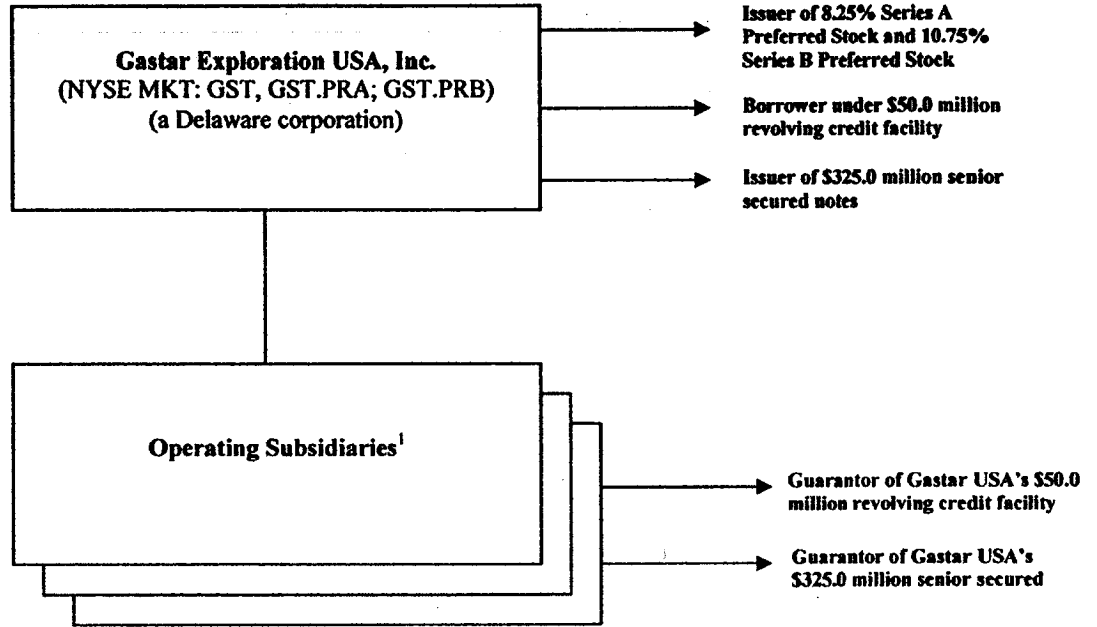 Gastar Exploration USA, Inc.
(NYSE MKT: GST, GST.PRA; GST.PRB)
(a Delaware corporation)
Issuer of 8.25% Series A
Preferred Stock and 10.75%
Series B Preferred Stock
Borrower under $50.0 million
revolving credit facility
Issuer of $325.0 million senior
secured notes
Operating Subsidiaries¹
Guarantor of Gastar USA's $50.0
million revolving credit facility
Guarantor of Gastar USA's
$325.0 million senior secured